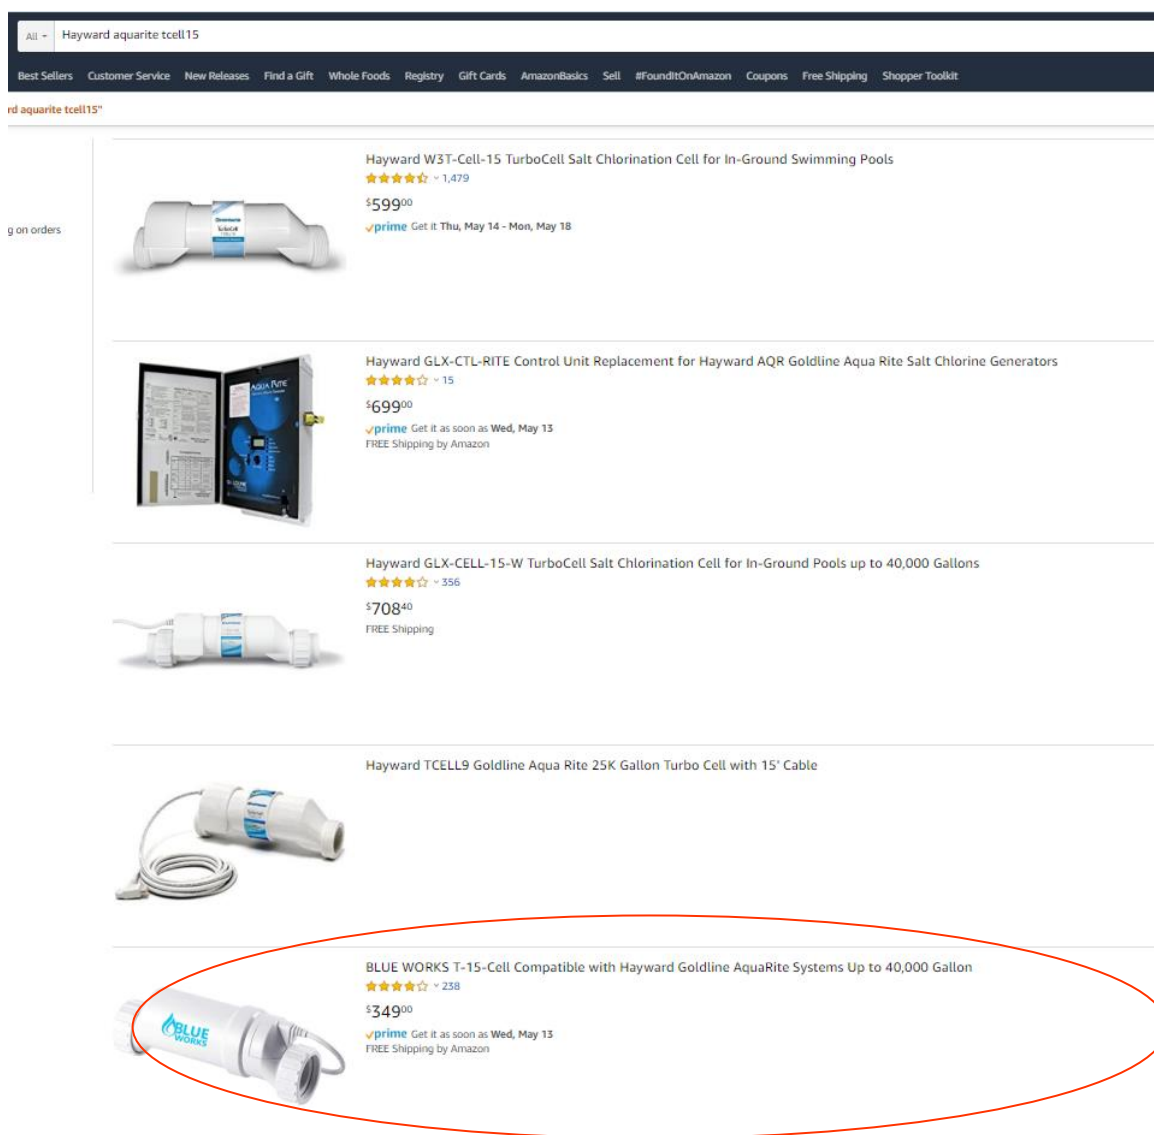 All
Hayward aquarite tcell15
Best Sellers Customer Service New Releases Find a Gift Whole Foods Registry Gift Cards AmazonBasics Sell #FoundItOnAmazon Coupons Free Shipping Shopper Toolkit
rd aquarite tcell15"
g on orders
Hayward W3T-Cell-15 TurboCell Salt Chlorination Cell for In-Ground Swimming Pools
1,479
$59900
prime Get it Thu, May 14 - Mon, May 18
Hayward GLX-CTL-RITE Control Unit Replacement for Hayward AQR Goldline Aqua Rite Salt Chlorine Generators
15
$69900
prime Get it as soon as Wed, May 13
FREE Shipping by Amazon
AQUA RITE
Hayward GLX-CELL-15-W TurboCell Salt Chlorination Cell for In-Ground Pools up to 40,000 Gallons
356
$70840
FREE Shipping
Hayward TCELL9 Goldline Aqua Rite 25K Gallon Turbo Cell with 15' Cable
BLUE WORKS T-15-Cell Compatible with Hayward Goldline AquaRite Systems Up to 40,000 Gallon
238
$34900
prime Get it as soon as Wed, May 13
FREE Shipping by Amazon
BLUE
WORKS